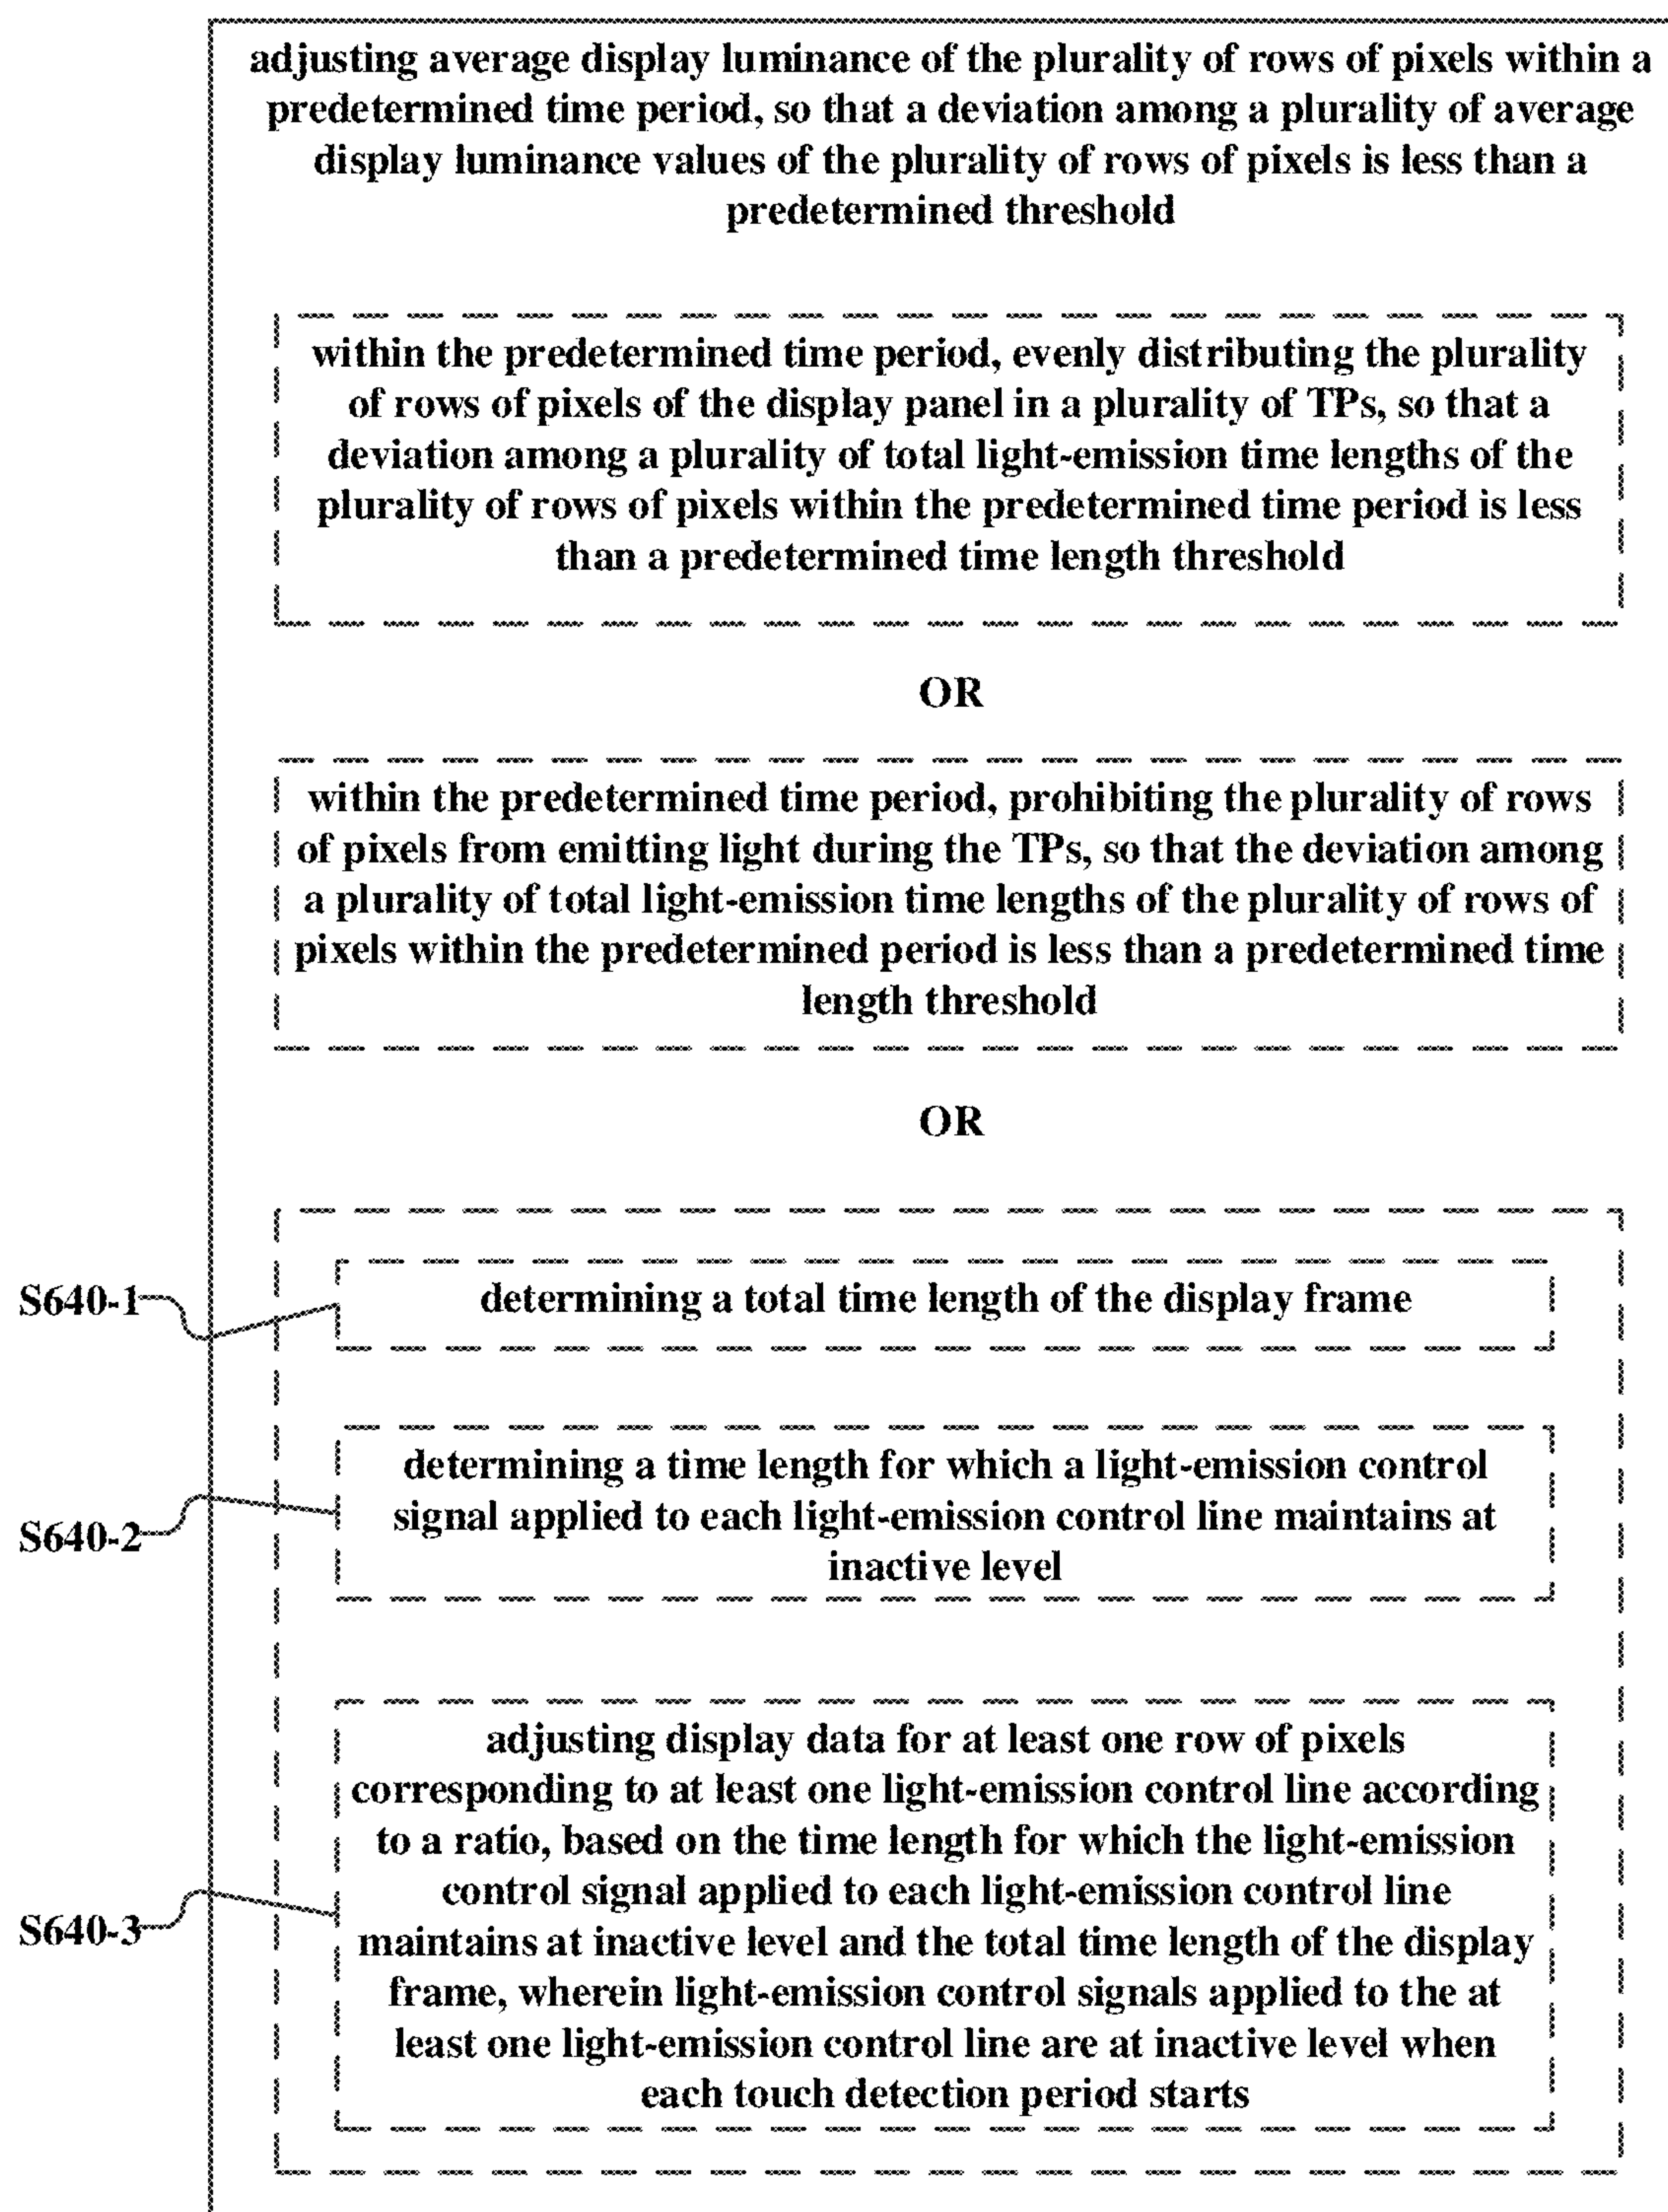 adjusting average display luminance of the plurality of rows of pixels within a
predetermined time period, so that a deviation among a plurality of average
display luminance values of the plurality of rows of pixels is less than a
predetermined threshold
within the predetermined time period, evenly distributing the plurality
of rows of pixels of the display panel in a plurality of TPs, so that a
deviation among a plurality of total light-emission time lengths of the
plurality of rows of pixels within the predetermined time period is less
than a predetermined time length threshold
OR
within the predetermined time period, prohibiting the plurality of rows
of pixels from emitting light during the TPs, so that the deviation among
a plurality of total light-emission time lengths of the plurality of rows of
pixels within the predetermined period is less than a predetermined time
length threshold
OR
S640-1
determining a total time length of the display frame
S640-2
determining a time length for which a light-emission control
signal applied to each light-emission control line maintains at
inactive level
S640-3
adjusting display data for at least one row of pixels
corresponding to at least one light-emission control line according
to a ratio, based on the time length for which the light-emission
control signal applied to each light-emission control line
maintains at inactive level and the total time length of the display
frame, wherein light-emission control signals applied to the at
least one light-emission control line are at inactive level when
each touch detection period starts